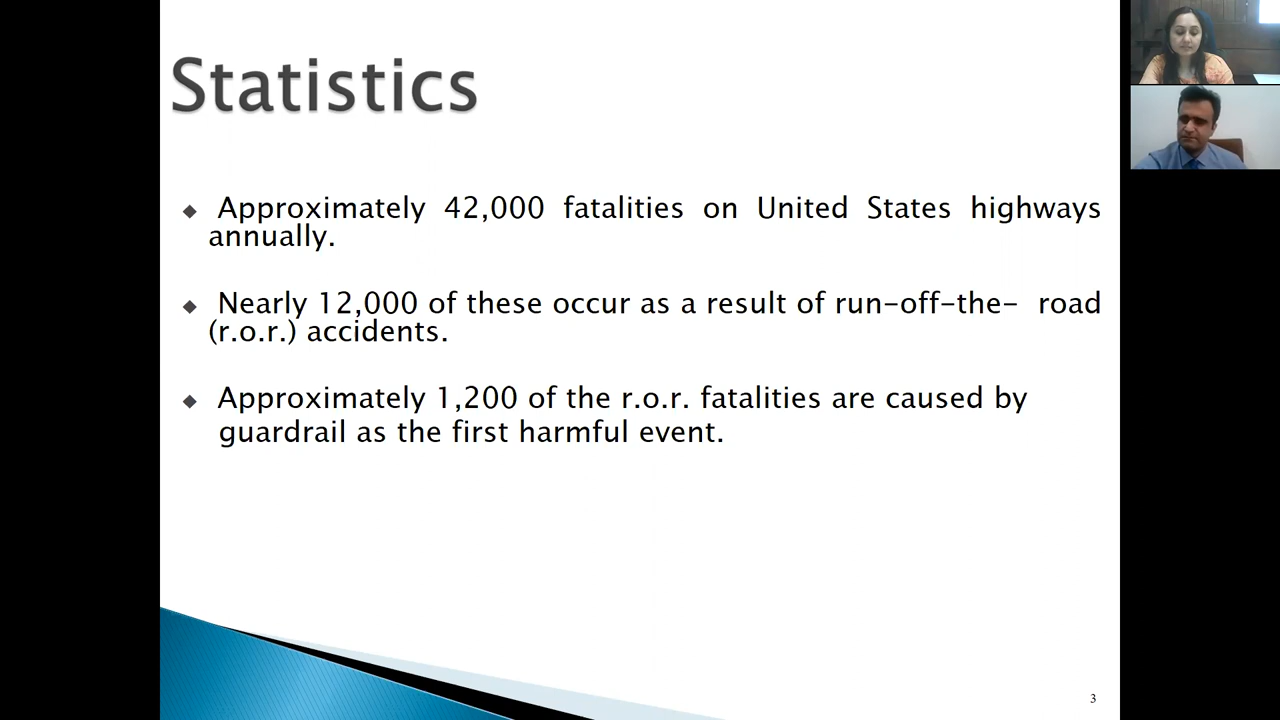 Statistics
Approximately 42,000 fatalities on United States highways
annually.
Nearly 12,000 of these occur as a result of run-off-the- road
(r.o.r.) accidents.
Approximately 1,200 of the r.o.r. fatalities are caused by
guardrail as the first harmful event.
3